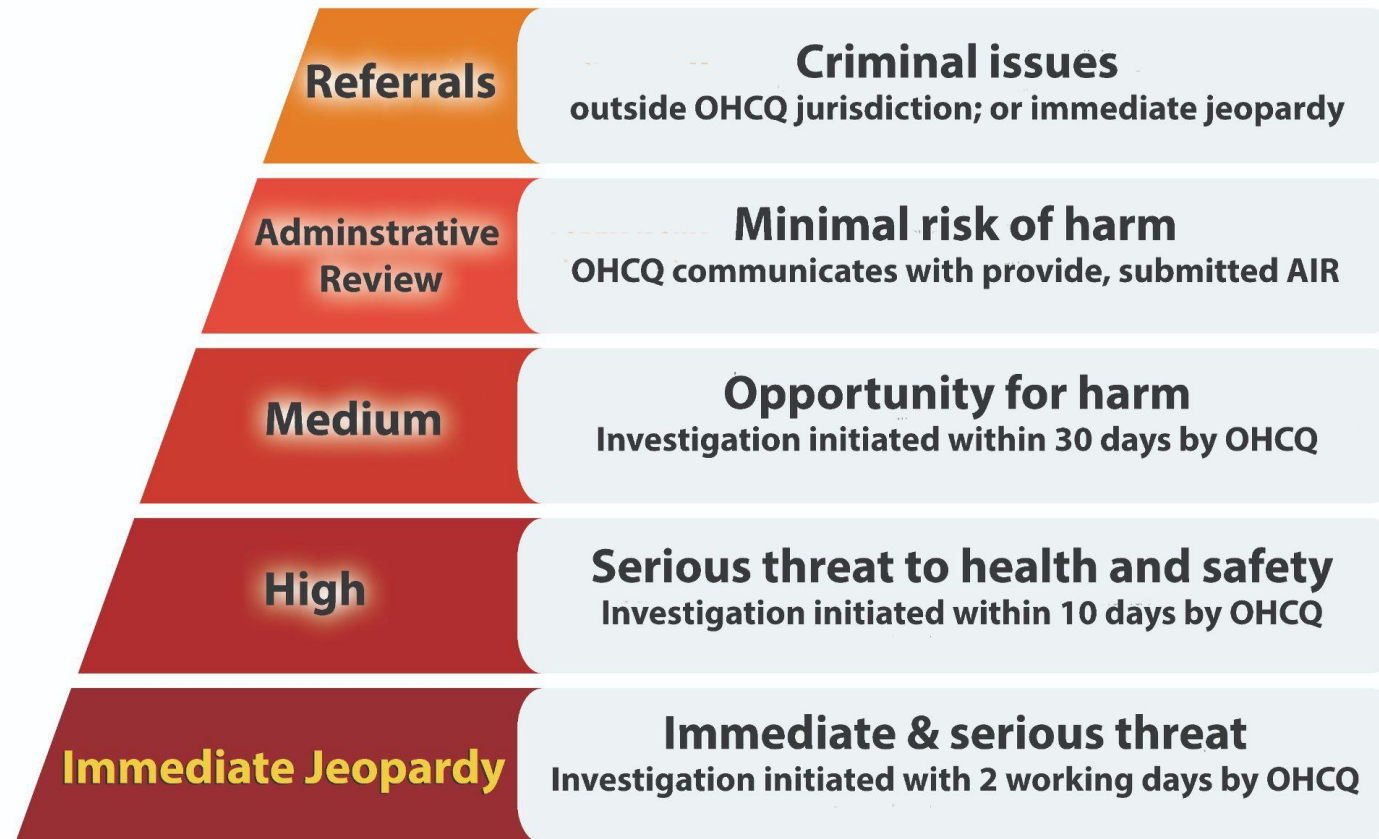 Referrals
Criminal issues
outside OHCQ jurisdiction; or immediate jeopardy
Adminstrative
Review
Minimal risk of harm
OHCQ communicates with provide, submitted AIR
Medium
Opportunity for harm
Investigation initiated within 30 days by OHCQ
High
Serious threat to health and safety
Investigation initiated within 10 days by OHCQ
Immediate Jeopardy
Immediate & serious threat
Investigation initiated with 2 working days by OHCQ